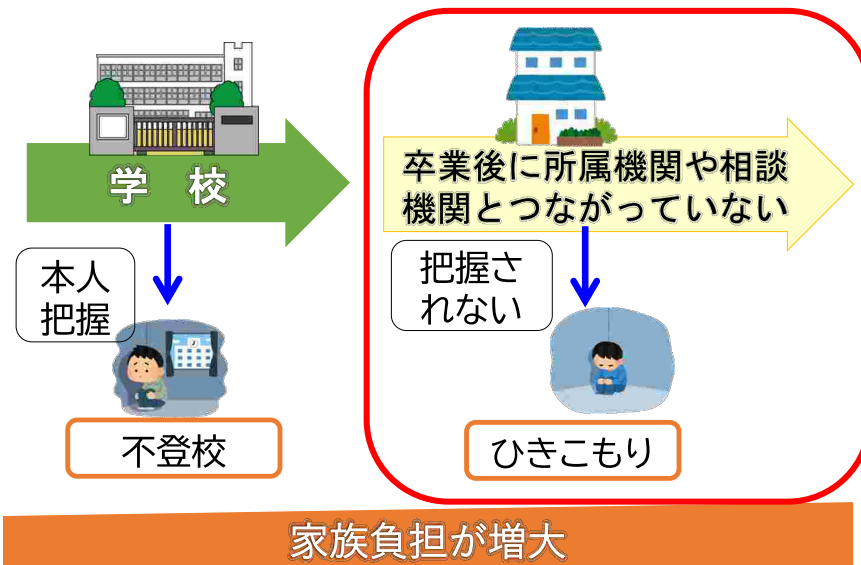 学 校
卒業後に所属機関や相談
機関とつながっていない
本人
把握
把握さ
れない
不登校
ひきこもり
家族負担が増大